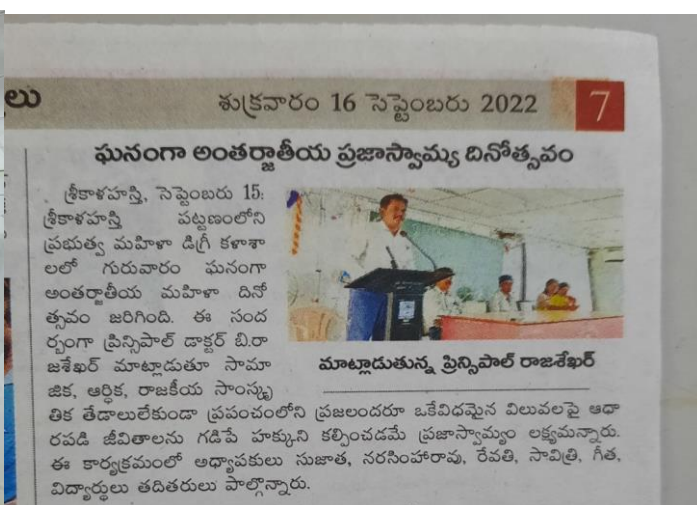 లు
శుక్రవారం 16 సెప్టెంబరు 2022
7
ఘనంగా అంతర్జాతీయ ప్రజాస్వామ్య దినోత్సవం
శ్రీకాళహస్తి, సెప్టెంబరు 15:
శ్రీకాళహస్తి పట్టణంలోని
ప్రభుత్వ మహిళా డిగ్రీ కళాశా
లలో గురువారం ఘనంగా
అంతర్జాతీయ మహిళా దినో
త్సవం జరిగింది. ఈ సంద
ర్బంగా ప్రిన్సిపాల్ డాక్టర్ బి.రా
జశేఖర్ మాట్లాడుతూ సామా
జిక, ఆర్థిక, రాజకీయ సాంస్కృ
మాట్లాడుతున్న ప్రిన్సిపాల్ రాజశేఖర్
తిక తేడాలులేకుండా ప్రపంచంలోని ప్రజలందరూ ఒకేవిధమైన విలువలపై ఆధా
రపడి జీవితాలను గడిపే హక్కుని కల్పించడమే ప్రజాస్వామ్యం లక్ష్యమన్నారు.
ఈ కార్యక్రమంలో అధ్యాపకులు సుజాత, నరసింహారావు, రేవతి, సావిత్రి, గీత,
విద్యార్థులు తదితరులు పాల్గొన్నారు.